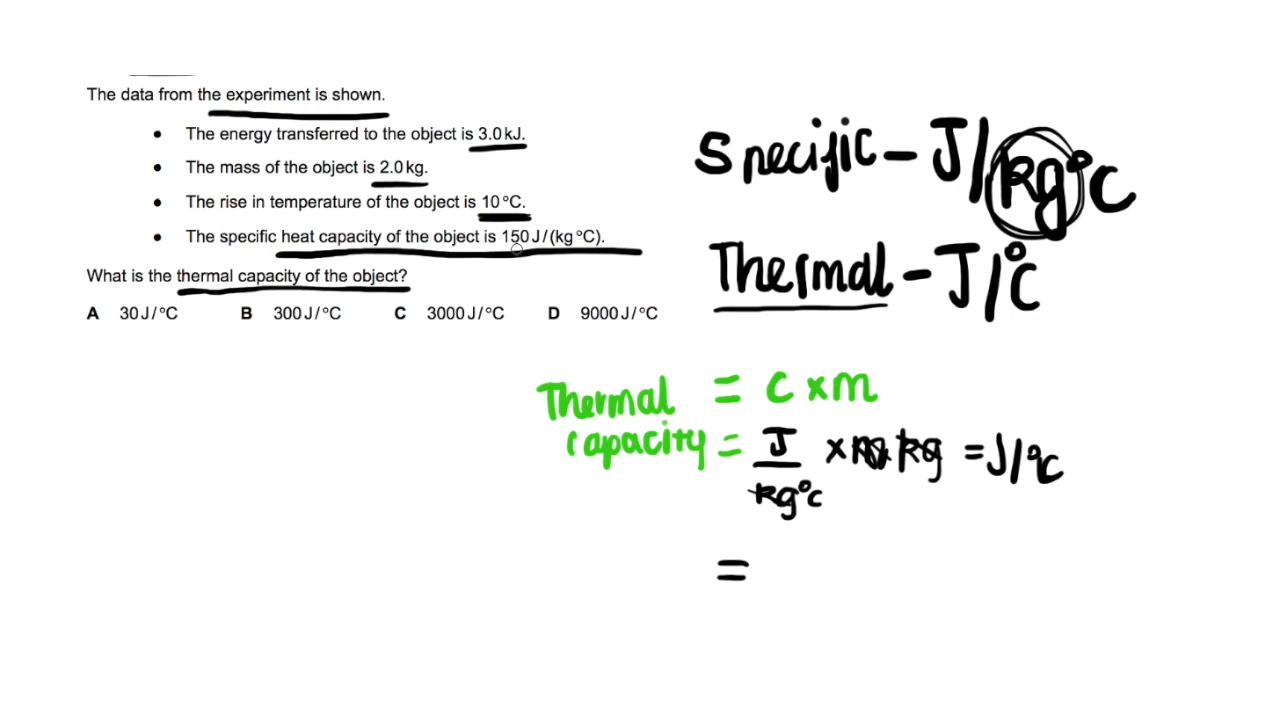 The data from the experiment is shown.
• The energy transferred to the object is 3.0 kJ.
• The mass of the object is 2.0 kg.
• The rise in temperature of the object is 10 °C.
• The specific heat capacity of the object is 150 J / (kg °C).
What is the thermal capacity of the object?
A 30 J / °C B 300 J / °C C 3000 J / °C D 9000 J / °C
Specific – J/kg°C
Thermal – J/°C
Thermal = c × m
capacity = J/kg°C × kg = J/°C
=